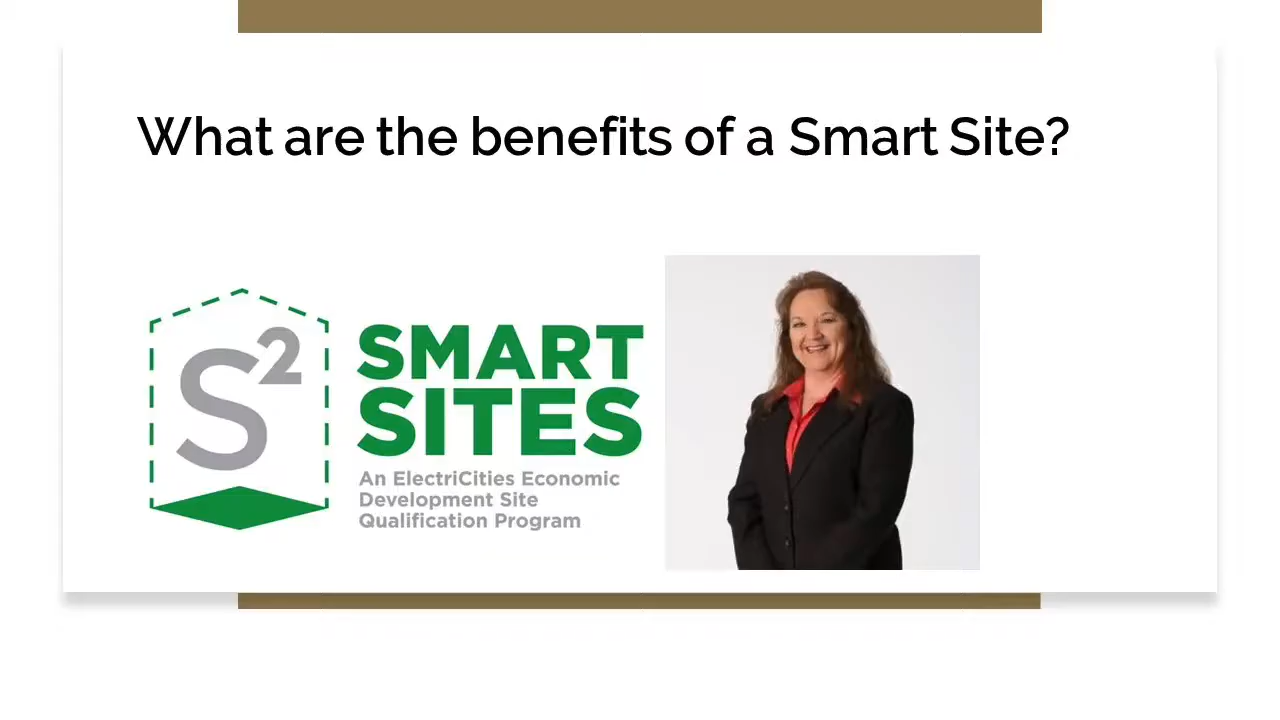 What are the benefits of a Smart Site?
S²
SMART
SITES
An ElectriCities Economic
Development Site
Qualification Program